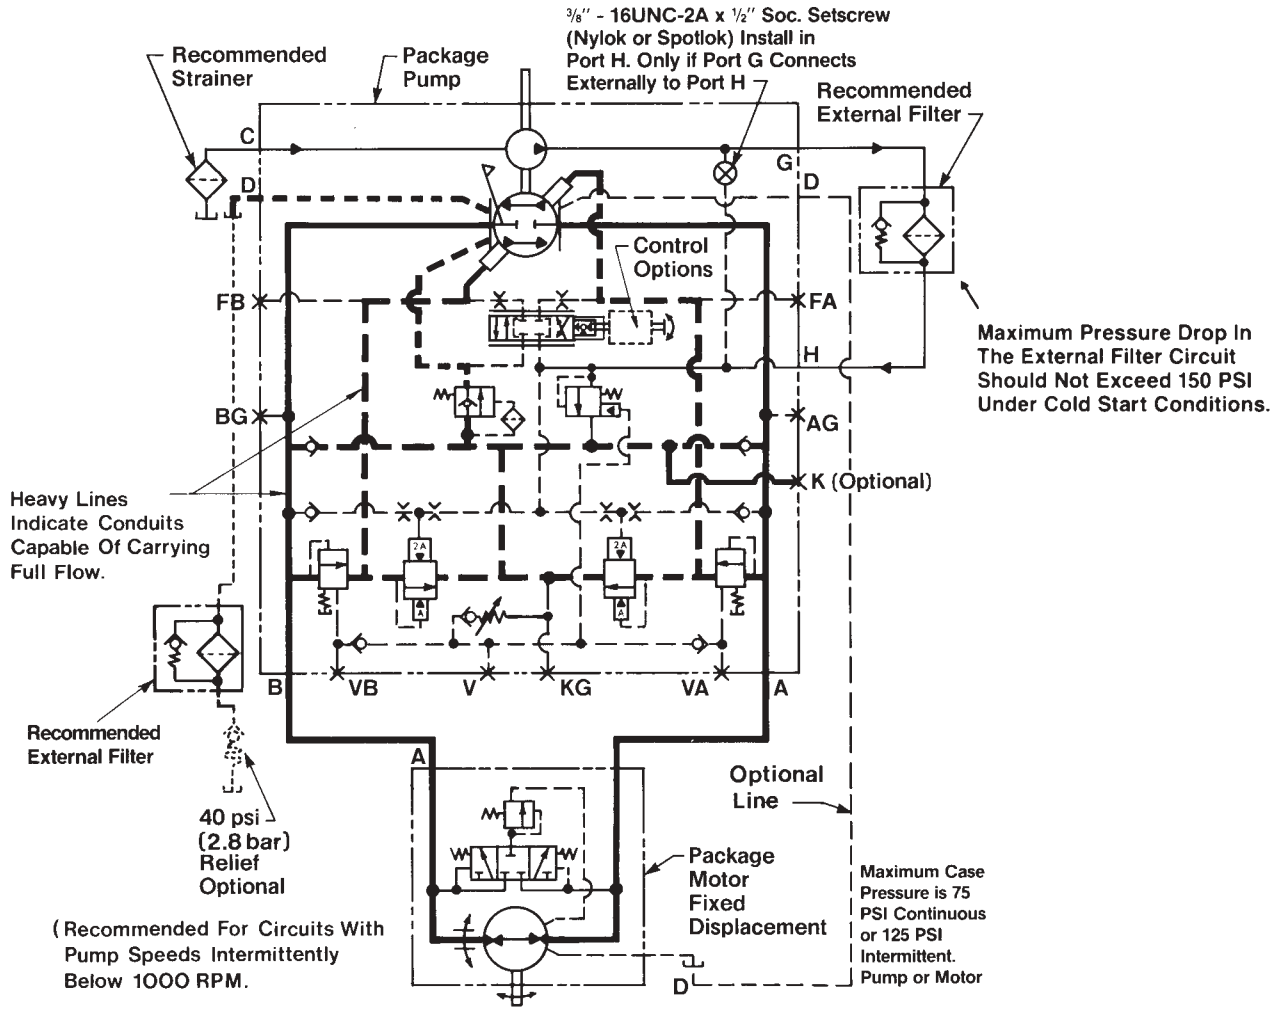 3/8" - 16UNC-2A x 1/2" Soc. Setscrew
(Nylok or Spotlok) Install in
Port H. Only if Port G Connects
Externally to Port H
Recommended
Strainer
Package
Pump
Recommended
External Filter
C
G
D
D
Control
Options
FB
FA
H
Maximum Pressure Drop In
The External Filter Circuit
Should Not Exceed 150 PSI
Under Cold Start Conditions.
BG
AG
K (Optional)
Heavy Lines
Indicate Conduits
Capable Of Carrying
Full Flow.
2A
2A
A
A
B
VB
V
KG
VA
A
Recommended
External Filter
A
Optional
Line
40 psi
(2.8 bar)
Relief
Optional
Package
Motor
Fixed
Displacement
Maximum Case
Pressure is 75
PSI Continuous
or 125 PSI
Intermittent.
Pump or Motor
(Recommended For Circuits With
Pump Speeds Intermittently
Below 1000 RPM.
D